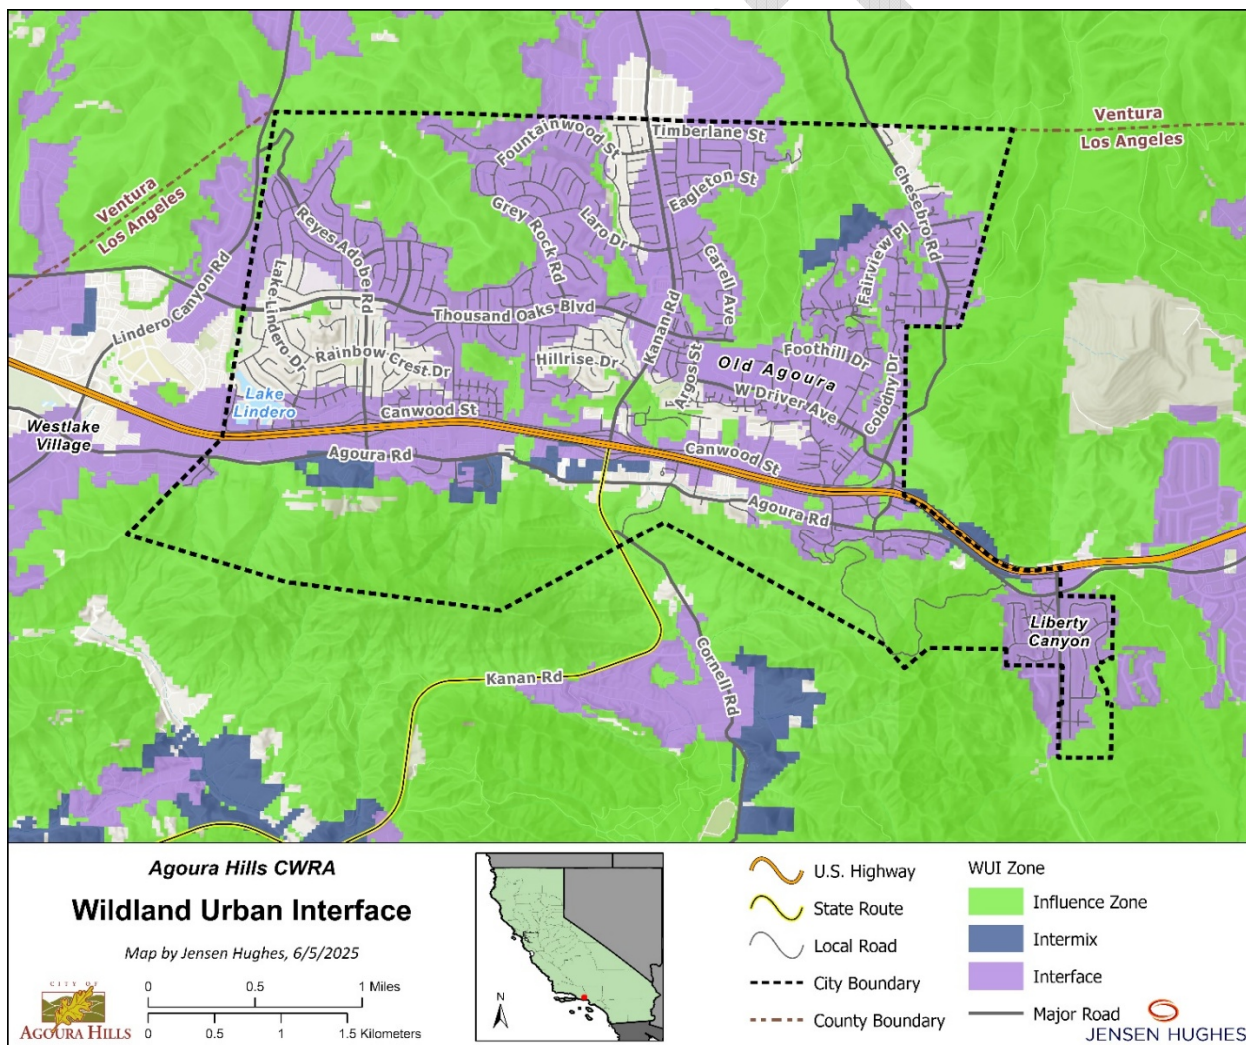 Ventura
Los Angeles
Ventura
Los Angeles
Timberlane St
Fountainwood St
Eagleton St
Chesebro Rd
Grey Rock Rd
Laro Dr
Reyes Adobe Rd
Fairview Pl
Carell Ave
Lindero Canyon Rd
Lake Lindero Dr
Thousand Oaks Blvd
Kanan Rd
Rainbow Crest Dr
Hillrise Dr
Argos St
Foothill Dr
Old Agoura
W Driver Ave
Colodny Dr
Lake
Lindero
Canwood St
Westlake
Village
Agoura Rd
Canwood St
Agoura Rd
Liberty
Canyon
Cornell Rd
Kanan Rd
Agoura Hills CWRA
Wildland Urban Interface
Map by Jensen Hughes, 6/5/2025
CITY OF
AGOURA HILLS
0 0.5 1 Miles
0 0.5 1 1.5 Kilometers
N
U.S. Highway
State Route
Local Road
City Boundary
County Boundary
WUI Zone
Influence Zone
Intermix
Interface
Major Road
JENSEN HUGHES